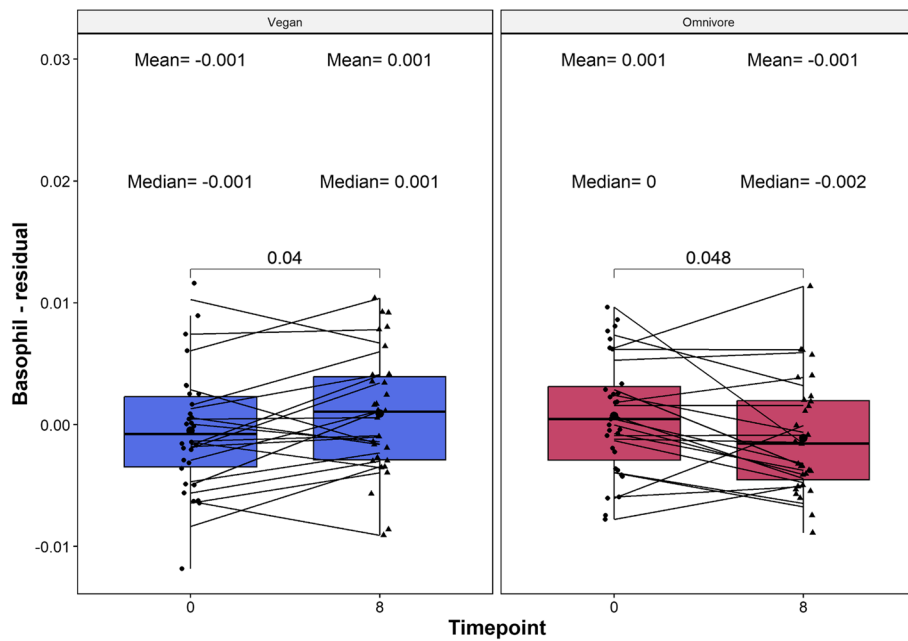 Vegan
Omnivore
0.03
Mean= -0.001
Mean= 0.001
Mean= 0.001
Mean= -0.001
0.02
Median= -0.001
Median= 0.001
Median= 0
Median= -0.002
0.04
0.048
0.01
0.00
-0.01
Basophil - residual
0
8
0
8
Timepoint